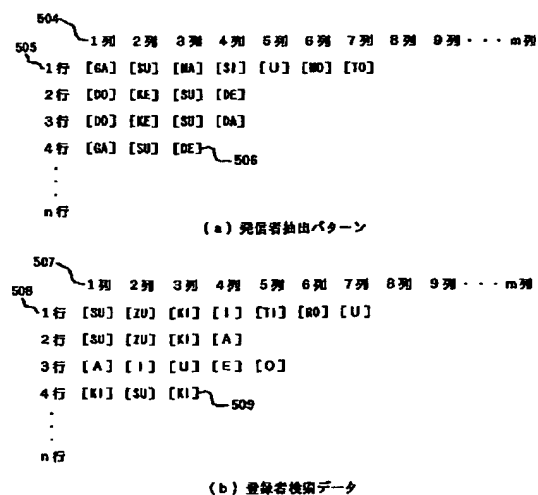 504
1列 2列 3列 4列 5列 6列 7列 8列 9列・・・m列
505
1行 [GA] [SU] [MA] [SI] [U] [MO] [TO]
2行 [DO] [KE] [SU] [DE]
3行 [DO] [KE] [SU] [DA]
4行 [GA] [SU] [DE] 506
n行
(a) 発信者抽出パターン
507
1列 2列 3列 4列 5列 6列 7列 8列 9列・・・m列
508
1行 [SU] [ZU] [KI] [I] [TI] [RO] [U]
2行 [SU] [ZU] [KI] [A]
3行 [A] [I] [U] [E] [O]
4行 [KI] [SU] [KI] 509
n行
(b) 登録者検索データ